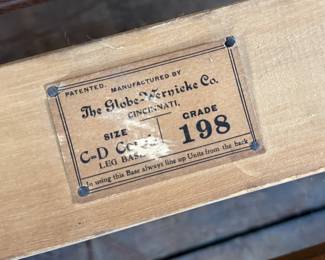 PATENTED. MANUFACTURED BY
The Globe-Wernicke Co.
CINCINNATI,
SIZE GRADE
C-D 198
LEG BASE
In using this Base always line up Units from the back